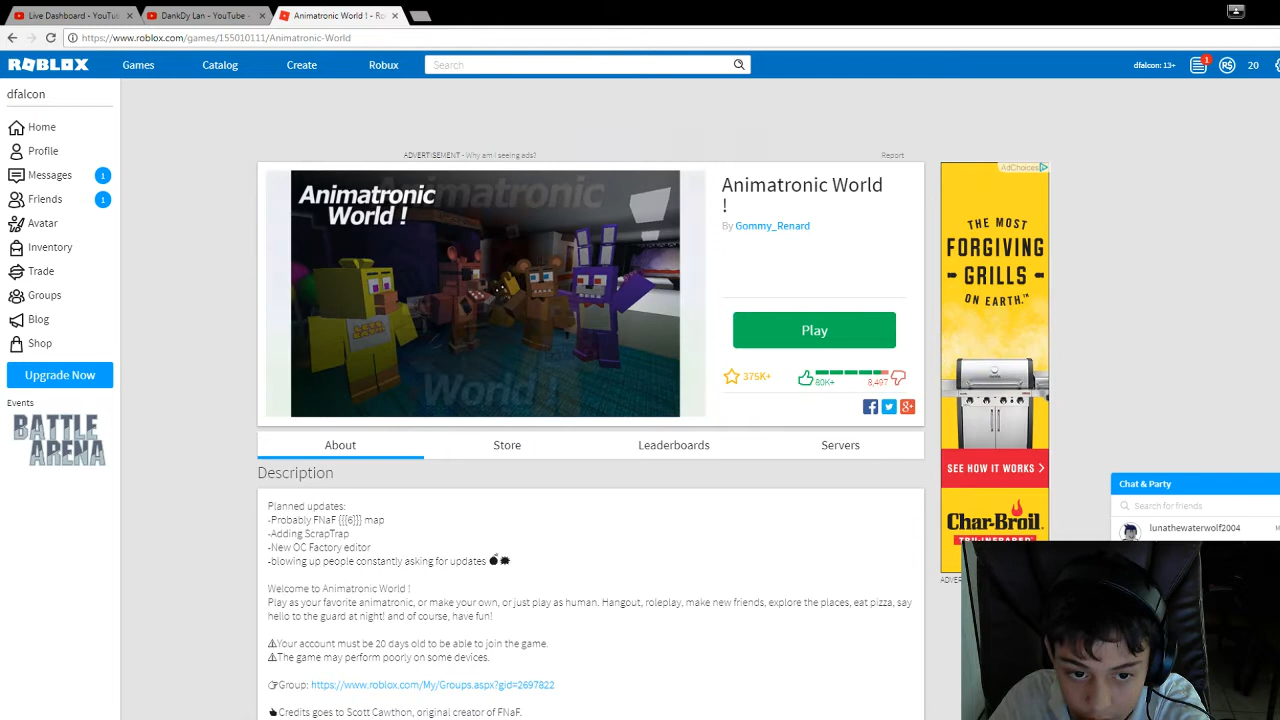 Live Dashboard - YouTu
DankDy Lan - YouTube -
Animatronic World ! - Ro
https://www.roblox.com/games/155010111/Animatronic-World
ROBLOX
Games
Catalog
Create
Robux
Search
dfalcon: 13+
1
R$
20
dfalcon
Home
Profile
Messages
1
Friends
1
Avatar
Inventory
Trade
Groups
Blog
Shop
Upgrade Now
Events
BATTLE
ARENA
ADVERTISEMENT - Why am I seeing ads?
Report
Animatronic
World !
Animatronic World
!
By Gommy_Renard
Play
375K+
80K+
8,497
About
Store
Leaderboards
Servers
Description
Planned updates:
-Probably FNaF {{{6}}} map
-Adding ScrapTrap
-New OC Factory editor
-blowing up people constantly asking for updates
Welcome to Animatronic World !
Play as your favorite animatronic, or make your own, or just play as human. Hangout, roleplay, make new friends, explore the places, eat pizza, say
hello to the guard at night! and of course, have fun!
⚠Your account must be 20 days old to be able to join the game.
⚠The game may perform poorly on some devices.
Group: https://www.roblox.com/My/Groups.aspx?gid=2697822
Credits goes to Scott Cawthon, original creator of FNaF.
AdChoices
THE MOST
FORGIVING
GRILLS
ON EARTH.™
SEE HOW IT WORKS >
Char-Broil
Chat & Party
Search for friends
lunathewaterwolf2004